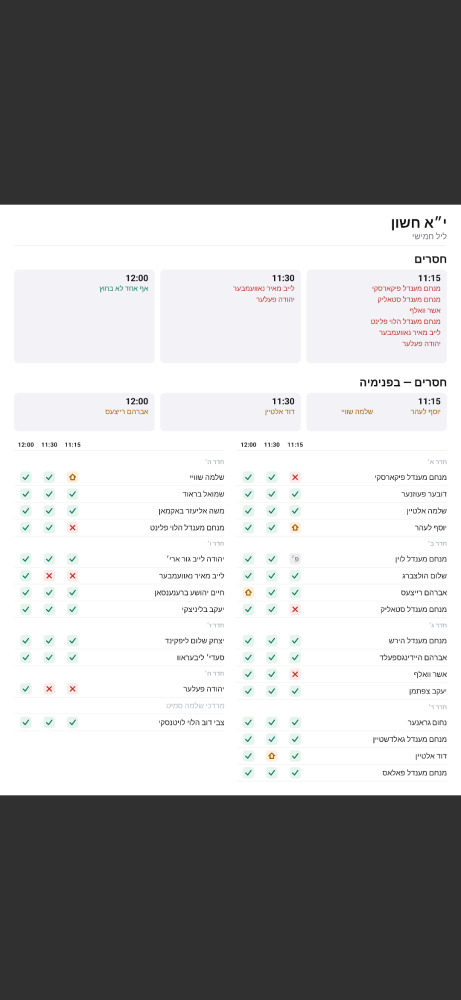 י״א חשון
ליל חמישי
חסרים
11:15
מנחם מענדל פיקארסקי
מנחם מענדל סטאליק
אשר וואלף
מנחם מענדל הלוי פלינט
לייב מאיר נאוועמבער
יהודה פעלער
11:30
לייב מאיר נאוועמבער
יהודה פעלער
12:00
אף אחד לא בחוץ
חסרים – בפנימיה
11:15
יוסף לעהר שלמה שוויי
11:30
דוד אלטיין
12:00
אברהם רייצעס
11:15 11:30 12:00
חדר א׳
מנחם מענדל פיקארסקי
דובער פעווזנער
שלמה אלטיין
יוסף לעהר
חדר ב׳
מנחם מענדל לוין פ׳
שלום הולצברג
אברהם רייצעס
מנחם מענדל סטאליק
חדר ג׳
מנחם מענדל הירש
אברהם היידינגספעלד
אשר וואלף
יעקב צפתמן
חדר ד׳
נחום גראנער
מנחם מענדל גאלדשטיין
דוד אלטיין
מנחם מענדל פאלאס
11:15 11:30 12:00
חדר ה׳
שלמה שוויי
שמואל בראוד
משה אליעזר באקמאן
מנחם מענדל הלוי פלינט
חדר ו׳
יהודה לייב גור ארי׳
לייב מאיר נאוועמבער
חיים יהושע ברענענסאן
יעקב בליניצקי
חדר ז׳
יצחק שלום ליפקינד
סעדי׳ ליבעראוו
חדר ח׳
יהודה פעלער
מרדכי שלמה סמיט
צבי דוב הלוי לויטנסקי